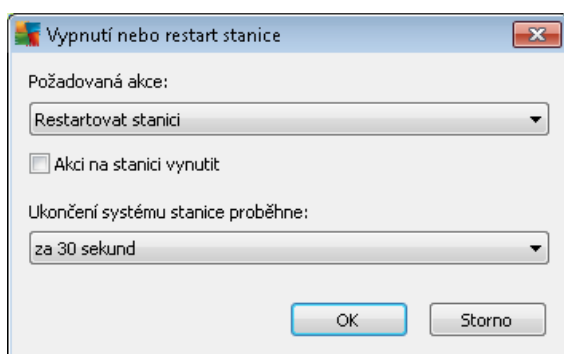 Vypnutí nebo restart stanice
Požadovaná akce:
Restartovat stanici
Akci na stanici vynutit
Ukončení systému stanice proběhne:
za 30 sekund
OK Storno